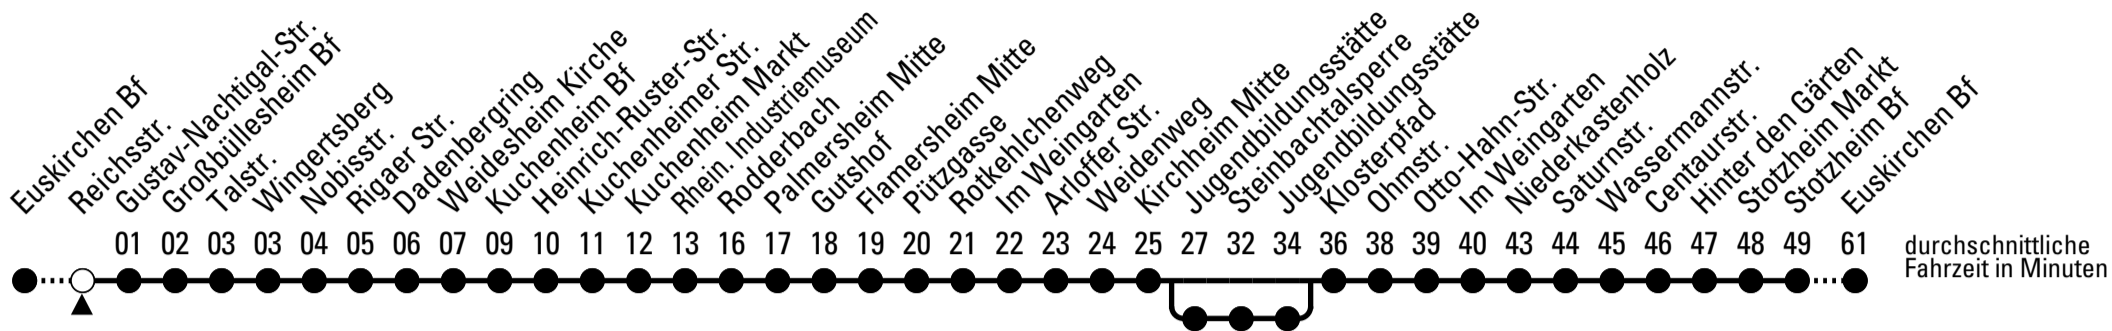 Euskirchen Bf
Reichsstr.
Gustav-Nachtigal-Str.
Großbüllesheim Bf
Talstr.
Wingertsberg
Nobisstr.
Rigaer Str.
Dadenbergring
Weidesheim Kirche
Kuchenheim Bf
Heinrich-Ruster-Str.
Kuchenheimer Str.
Kuchenheim Markt
Rhein. Industriemuseum
Rodderbach
Palmersheim Mitte
Gutshof
Flamersheim Mitte
Pützgasse
Rotkehlchenweg
Im Weingarten
Arloffer Str.
Weidenweg
Kirchheim Mitte
Jugendbildungsstätte
Steinbachtalsperre
Jugendbildungsstätte
Klosterpfad
Ohmstr.
Otto-Hahn-Str.
Im Weingarten
Niederkastenholz
Saturnstr.
Wassermannstr.
Centaurstr.
Hinter den Gärten
Stotzheim Markt
Stotzheim Bf
Euskirchen Bf
01 02 03 03 04 05 06 07 09 10 11 12 13 16 17 18 19 20 21 22 23 24 25 27 32 34 36 38 39 40 43 44 45 46 47 48 49 61
durchschnittliche
Fahrzeit in Minuten